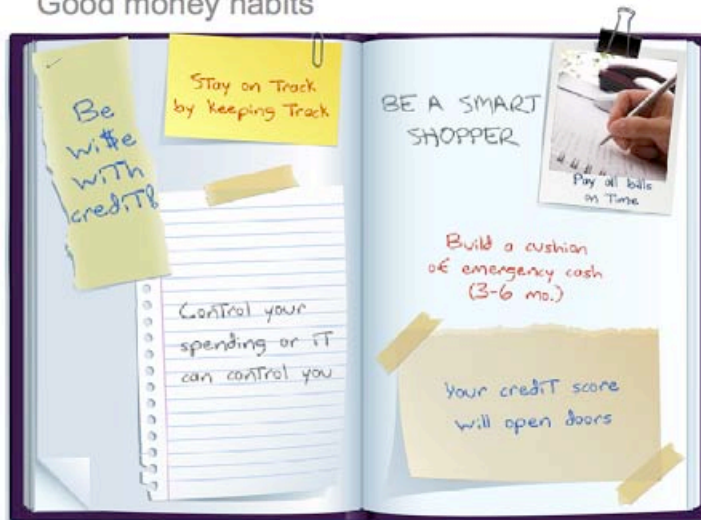 Good money habits
Be
wi$e
wiTh
crediT!
STay on Track
by keeping Track
ConTrol your
spending or iT
can conTrol you
BE A SMART
SHOPPER
Pay all bills
on Time
Build a cushion
of emergency cash
(3-6 mo.)
Your crediT score
will open doors